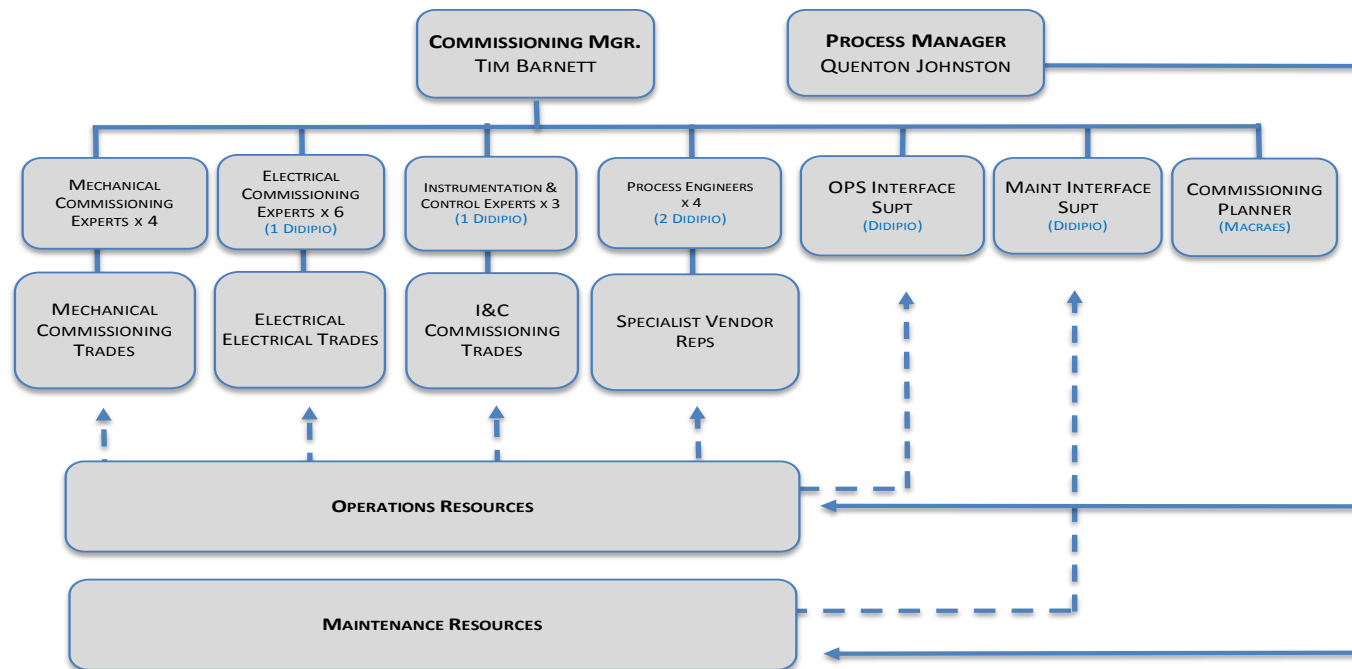 COMMISSIONING MGR.
TIM BARNETT
PROCESS MANAGER
QUENTON JOHNSTON
MECHANICAL
COMMISSIONING
EXPERTS X 4
ELECTRICAL
COMMISSIONING
EXPERTS X 6
(1 DIDIPIO)
INSTRUMENTATION &
CONTROL EXPERTS X 3
(1 DIDIPIO)
PROCESS ENGINEERS
X 4
(2 DIDIPIO)
OPS INTERFACE
SUPT
(DIDIPIO)
MAINT INTERFACE
SUPT
(DIDIPIO)
COMMISSIONING
PLANNER
(MACRAES)
MECHANICAL
COMMISSIONING
TRADES
ELECTRICAL
ELECTRICAL TRADES
I&C
COMMISSIONING
TRADES
SPECIALIST VENDOR
REPS
OPERATIONS RESOURCES
MAINTENANCE RESOURCES